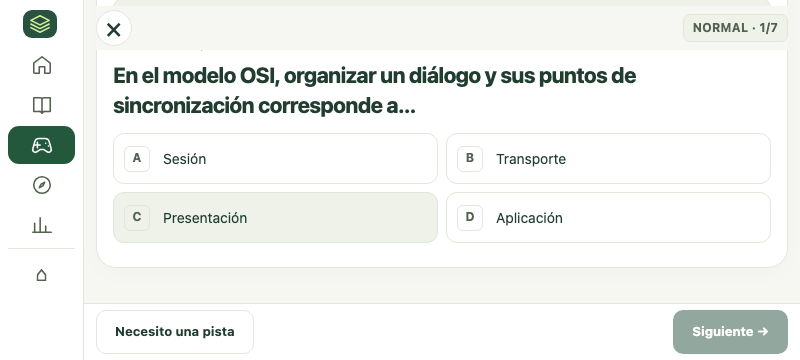 NORMAL · 1/7
En el modelo OSI, organizar un diálogo y sus puntos de
sincronización corresponde a...
A Sesión
B Transporte
C Presentación
D Aplicación
Necesito una pista
Siguiente →